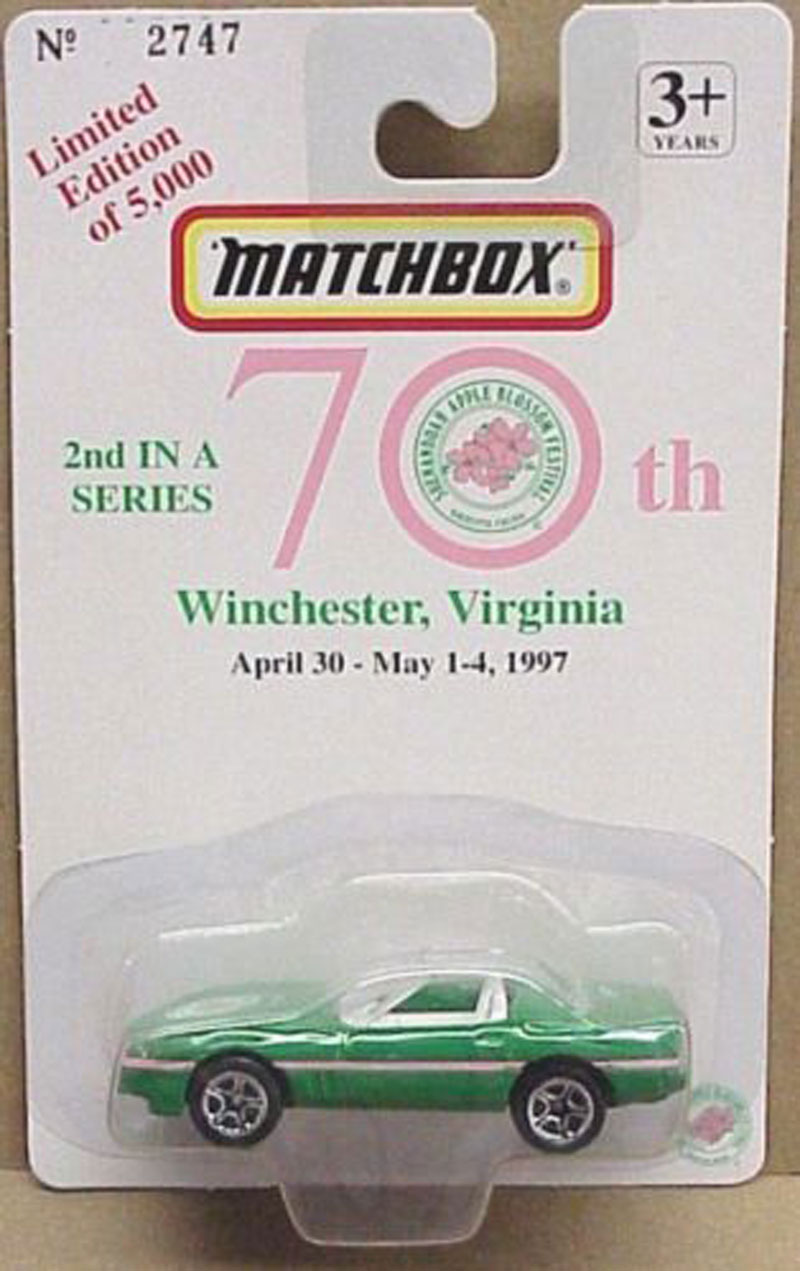 Nº 2747
Limited
Edition
of 5,000
3+
YEARS
'MATCHBOX'®
70th
SHENANDOAH APPLE BLOSSOM FESTIVAL
2nd IN A
SERIES
Winchester, Virginia
April 30 - May 1-4, 1997